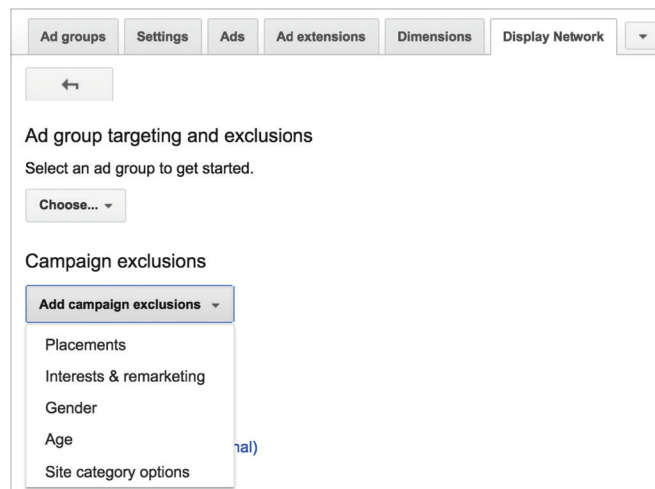 Ad groups Settings Ads Ad extensions Dimensions Display Network
Ad group targeting and exclusions
Select an ad group to get started.
Choose...
Campaign exclusions
Add campaign exclusions
Placements
Interests & remarketing
Gender
Age
nal)
Site category options